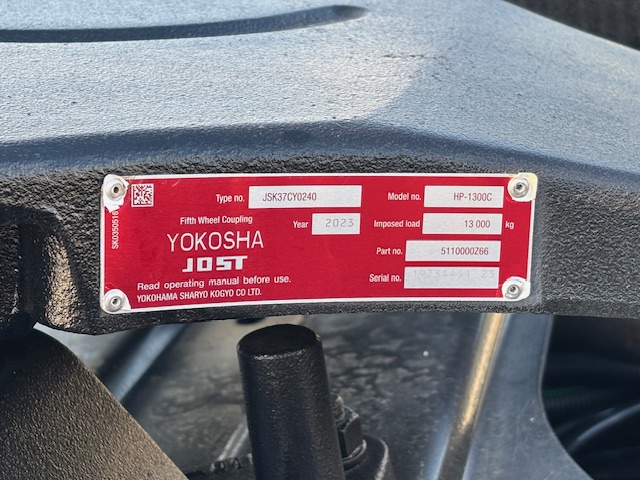 SK0350516
Type no. JSK37CY0240
Model no. HP-1300C
Fifth Wheel Coupling
Year 2023
Imposed load 13 000 kg
YOKOSHA
JOST
Part no. 5110000Z66
Serial no.
Read operating manual before use.
YOKOHAMA SHARYO KOGYO CO LTD.